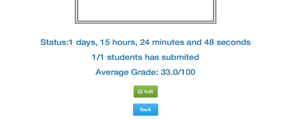 Status:1 days, 15 hours, 24 minutes and 48 seconds
1/1 students has submited
Average Grade: 33.0/100
Edit
Back